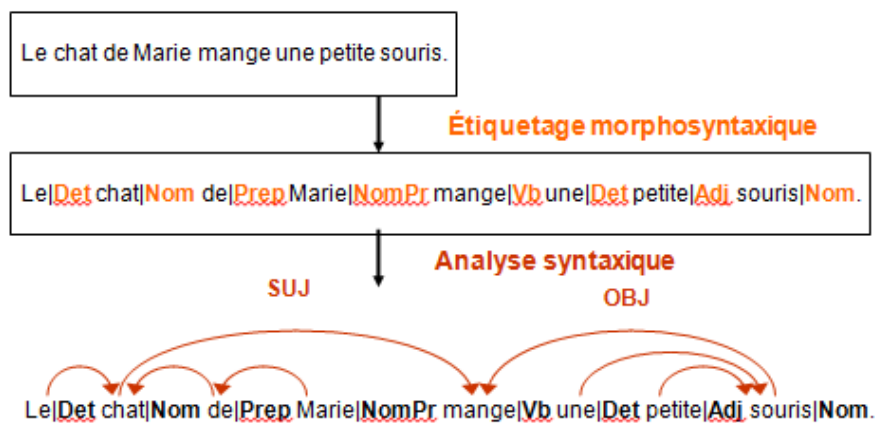 Le chat de Marie mange une petite souris.
Étiquetage morphosyntaxique
Le|Det chat|Nom de|Prep Marie|NomPr mange|Vb une|Det petite|Adj souris|Nom.
Analyse syntaxique
SUJ OBJ
Le|Det chat|Nom de|Prep Marie|NomPr mange|Vb une|Det petite|Adj souris|Nom.